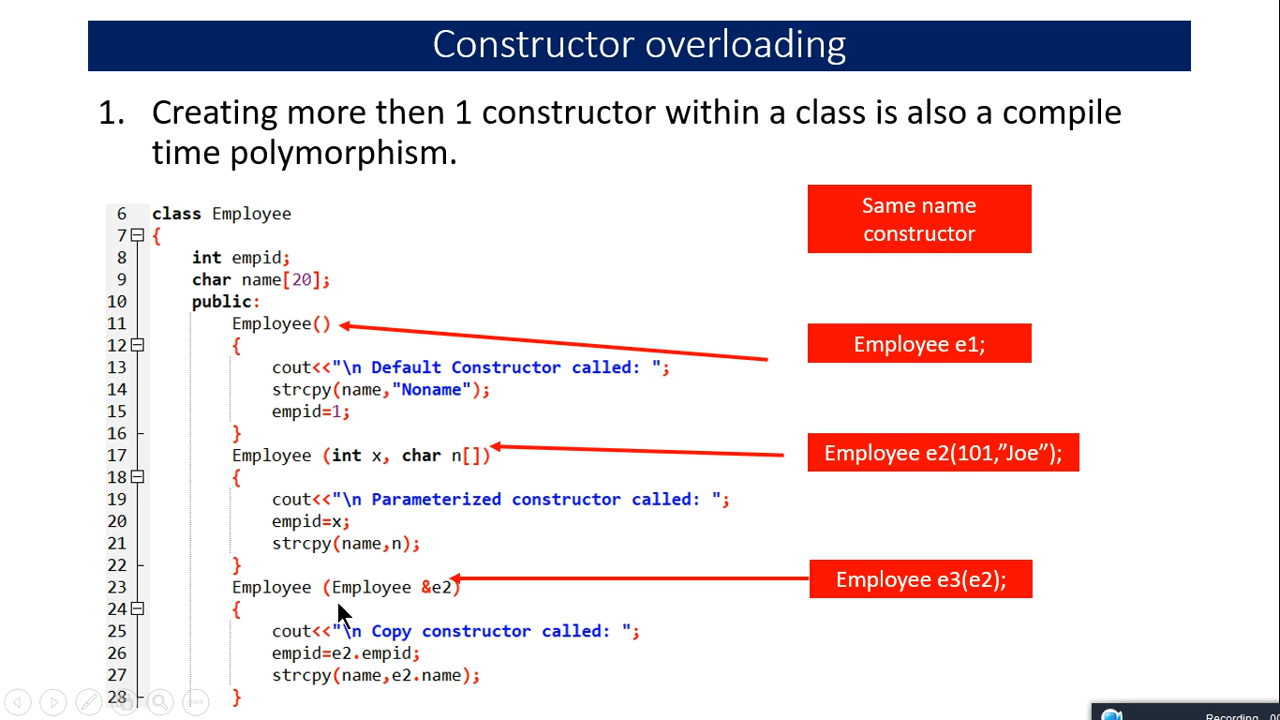 Constructor overloading
1. Creating more then 1 constructor within a class is also a compile
time polymorphism.
Same name
constructor
6 class Employee
7 {
8 int empid;
9 char name[20];
10 public:
11 Employee()
Employee e1;
12 {
13 cout<<"\n Default Constructor called: ";
14 strcpy(name,"Noname");
15 empid=1;
16 }
17 Employee (int x, char n[])
Employee e2(101,”Joe”);
18 {
19 cout<<"\n Parameterized constructor called: ";
20 empid=x;
21 strcpy(name,n);
22 }
23 Employee (Employee &e2)
Employee e3(e2);
24 {
25 cout<<"\n Copy constructor called: ";
26 empid=e2.empid;
27 strcpy(name,e2.name);
28 }
Recording